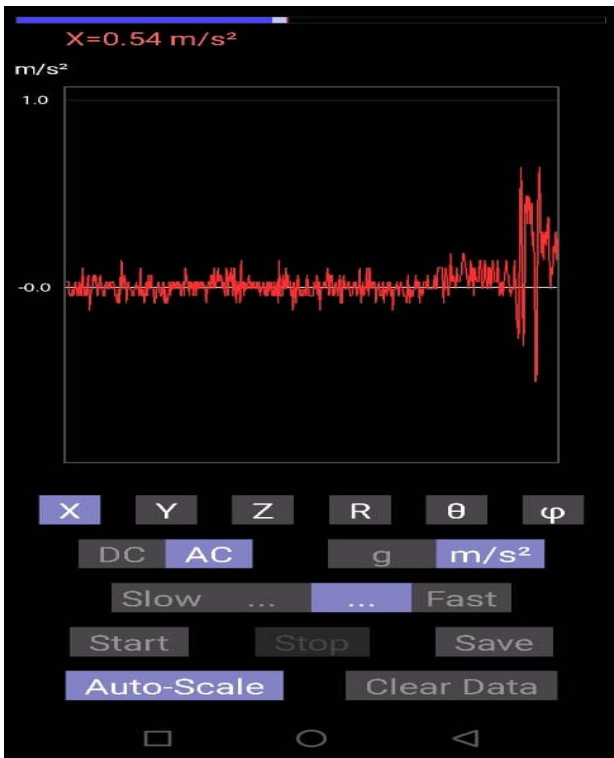 X=0.54 m/s²
m/s²
1.0
-0.0
X Y Z R θ φ
DC AC g m/s²
Slow ... ... Fast
Start Stop Save
Auto-Scale Clear Data